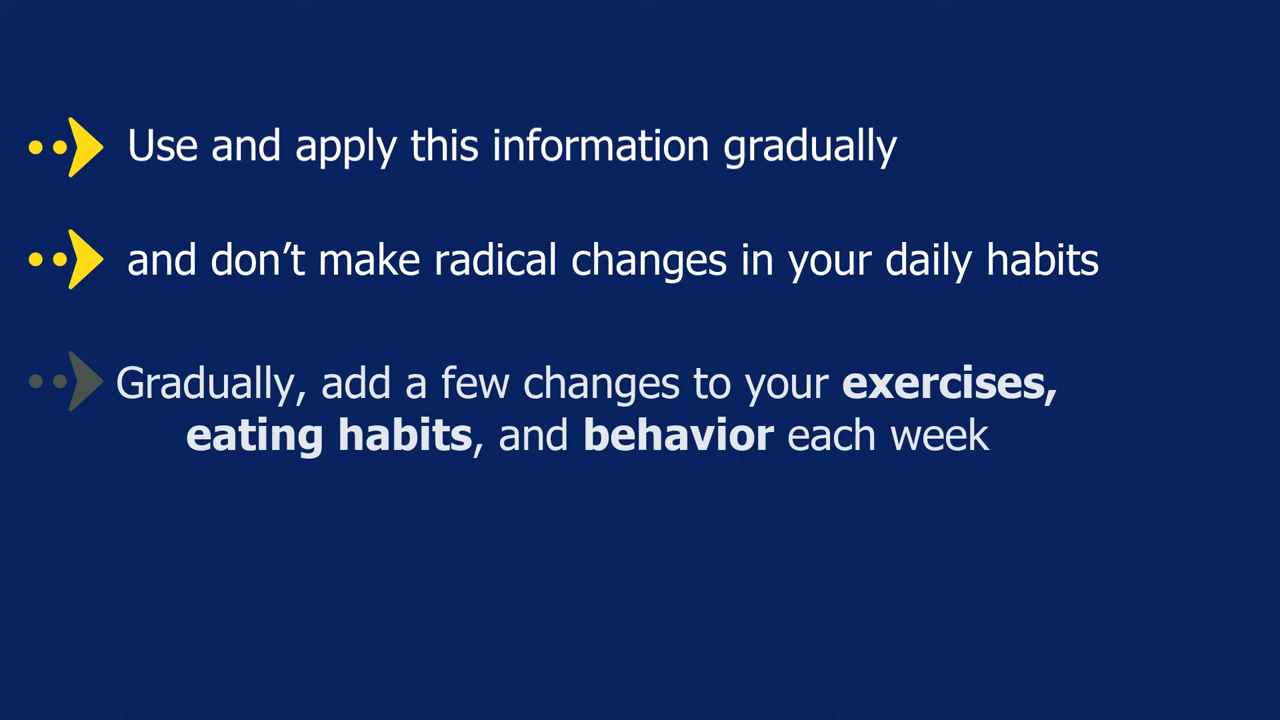 Use and apply this information gradually
and don’t make radical changes in your daily habits
Gradually, add a few changes to your exercises,
eating habits, and behavior each week